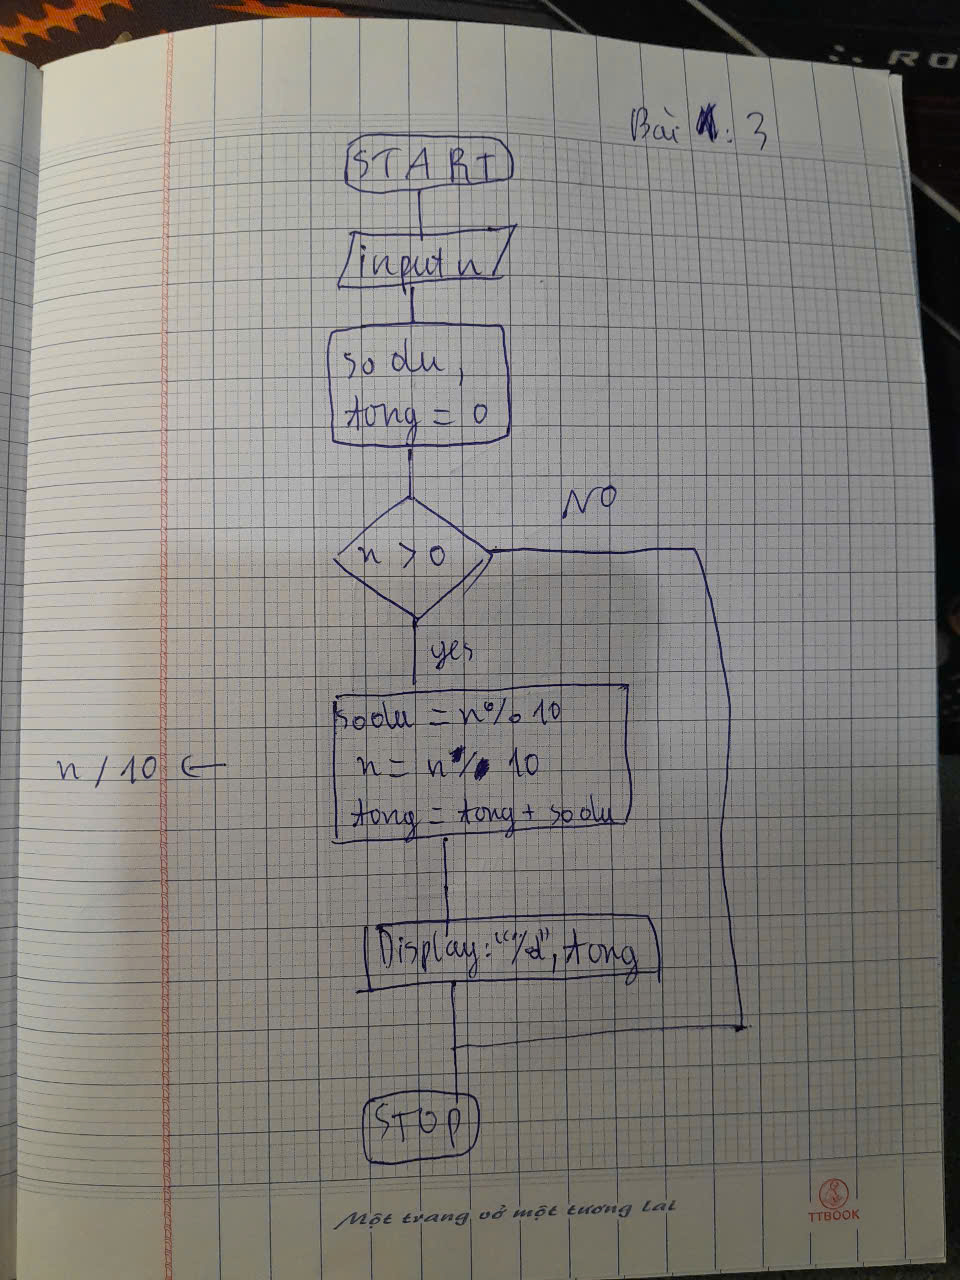 RO
Bài : 3
START
input n
so du,
tong = 0
n > 0
NO
yes
sodu = n % 10
n = n % 10
n / 10 ←
tong = tong + so du
Display: "%d", tong
STOP
Một trang vở một tương lai
TTBOOK